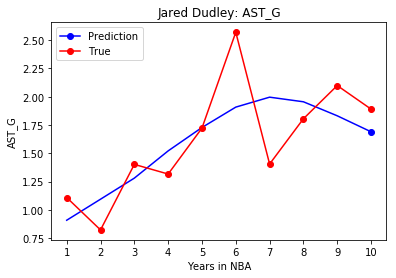 Jared Dudley: AST_G
Prediction
True
AST_G
2.50
2.25
2.00
1.75
1.50
1.25
1.00
0.75
1 2 3 4 5 6 7 8 9 10
Years in NBA